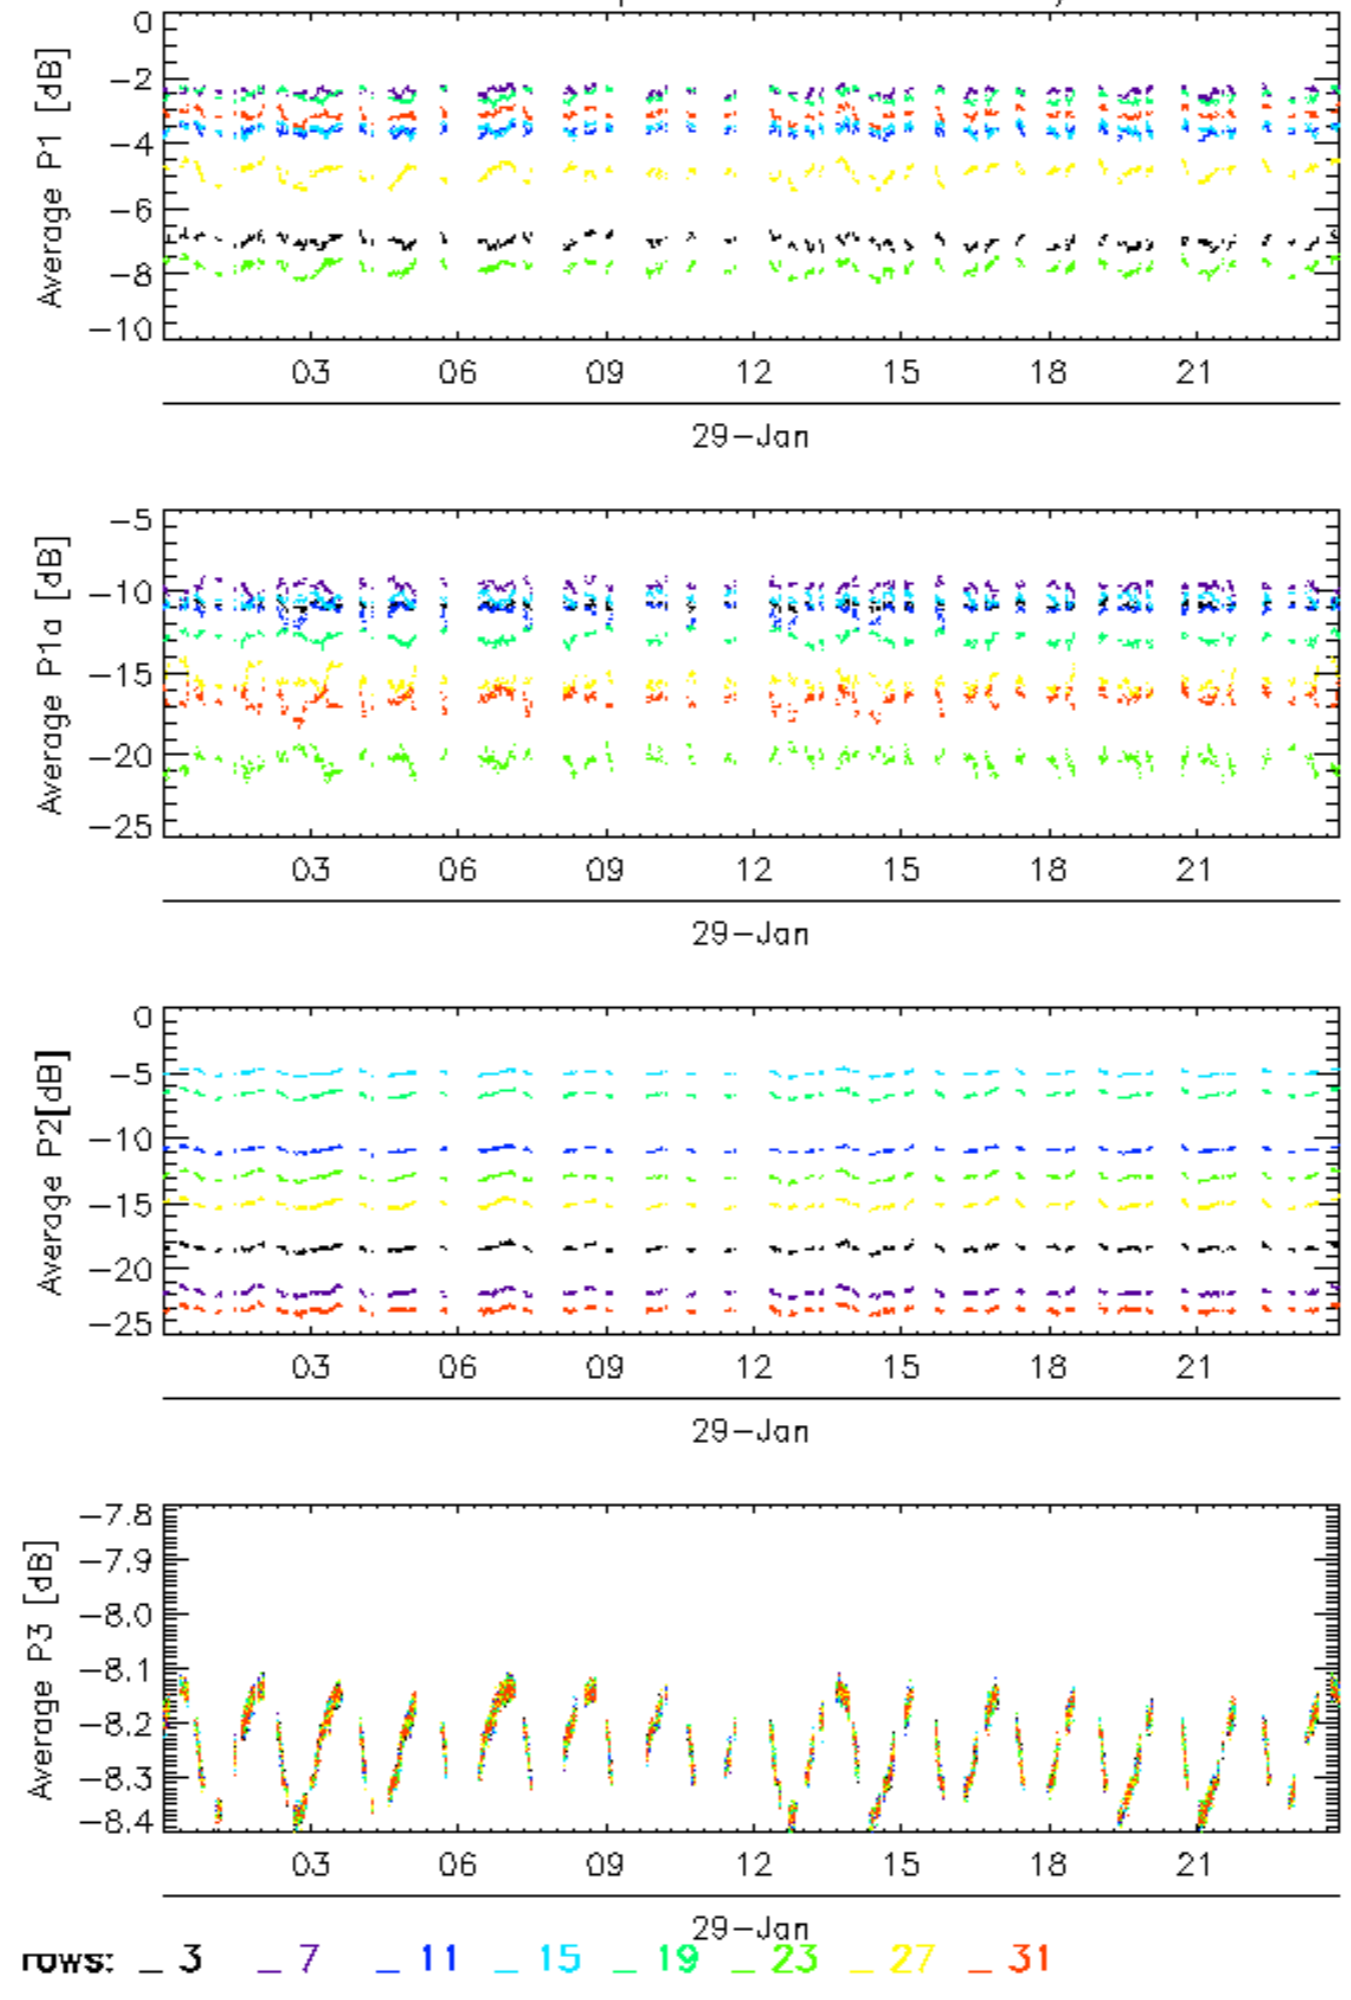 0
-2
-4
-6
-8
-10
Average P1 [dB]
03 06 09 12 15 18 21
29-Jan
-5
-10
-15
-20
-25
Average P1a [dB]
03 06 09 12 15 18 21
29-Jan
0
-5
-10
-15
-20
-25
Average P2[dB]
03 06 09 12 15 18 21
29-Jan
-7.8
-7.9
-8.0
-8.1
-8.2
-8.3
-8.4
Average P3 [dB]
03 06 09 12 15 18 21
29-Jan
rows: _ 3 _ 7 _ 11 _ 15 _ 19 _ 23 _ 27 _ 31